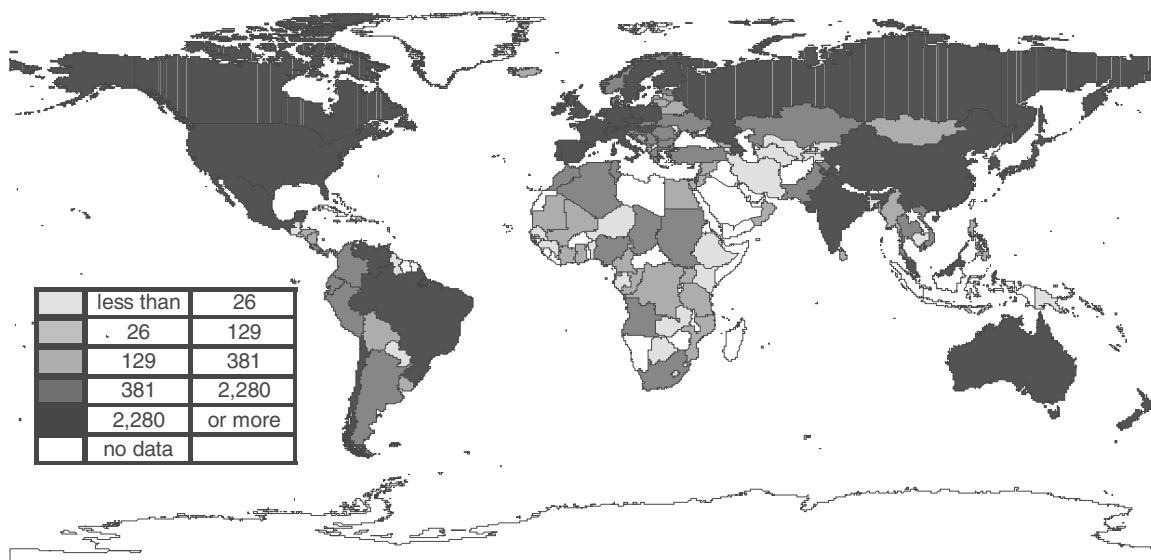 less than 26
26 129
129 381
381 2,280
2,280 or more
no data